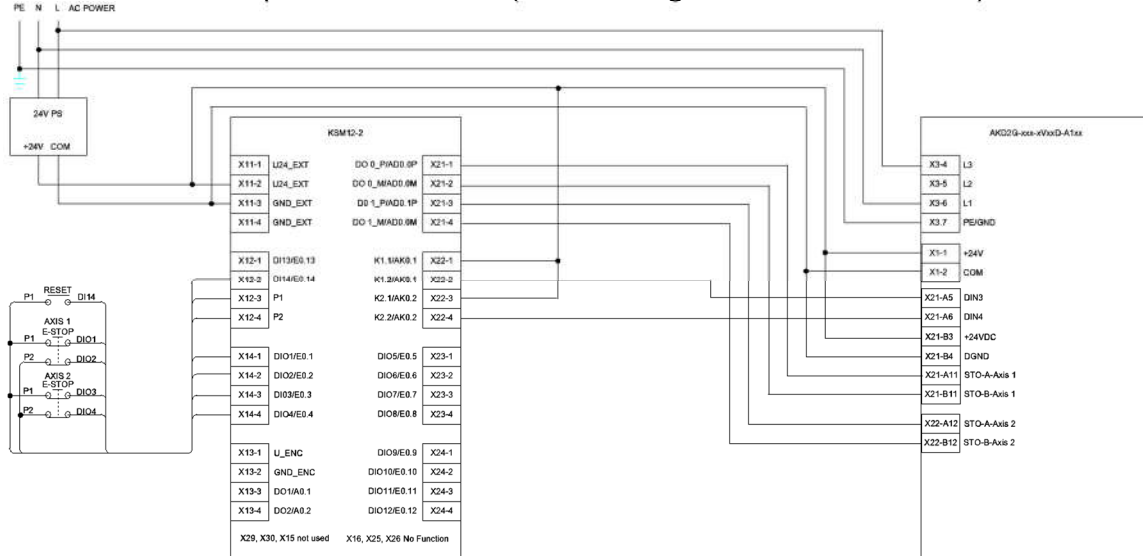 PE N L AC POWER
24V PS
+24V COM
KSM12-2
X11-1 U24_EXT DO 0_P/AD0.0P X21-1
X11-2 U24_EXT DO 0_M/AD0.0M X21-2
X11-3 GND_EXT D0 1_P/AD0.1P X21-3
X11-4 GND_EXT DO 1_M/AD0.0M X21-4
X12-1 DI13/E0.13 K1.1/AK0.1 X22-1
X12-2 DI14/E0.14 K1.2/AK0.1 X22-2
X12-3 P1 K2.1/AK0.2 X22-3
X12-4 P2 K2.2/AK0.2 X22-4
X14-1 DIO1/E0.1 DIO5/E0.5 X23-1
X14-2 DIO2/E0.2 DIO6/E0.6 X23-2
X14-3 DI03/E0.3 DIO7/E0.7 X23-3
X14-4 DIO4/E0.4 DIO8/E0.8 X23-4
X13-1 U_ENC DIO9/E0.9 X24-1
X13-2 GND_ENC DIO10/E0.10 X24-2
X13-3 DO1/A0.1 DIO11/E0.11 X24-3
X13-4 DO2/A0.2 DIO12/E0.12 X24-4
X29, X30, X15 not used X16, X25, X26 No Function
RESET
P1 DI14
AXIS 1
E-STOP
P1 DIO1
P2 DIO2
AXIS 2
E-STOP
P1 DIO3
P2 DIO4
AKD2G-xxx-xVxxD-A1xx
X3-4 L3
X3-5 L2
X3-6 L1
X3.7 PE/GND
X1-1 +24V
X1-2 COM
X21-A5 DIN3
X21-A6 DIN4
X21-B3 +24VDC
X21-B4 DGND
X21-A11 STO-A-Axis 1
X21-B11 STO-B-Axis 1
X22-A12 STO-A-Axis 2
X22-B12 STO-B-Axis 2